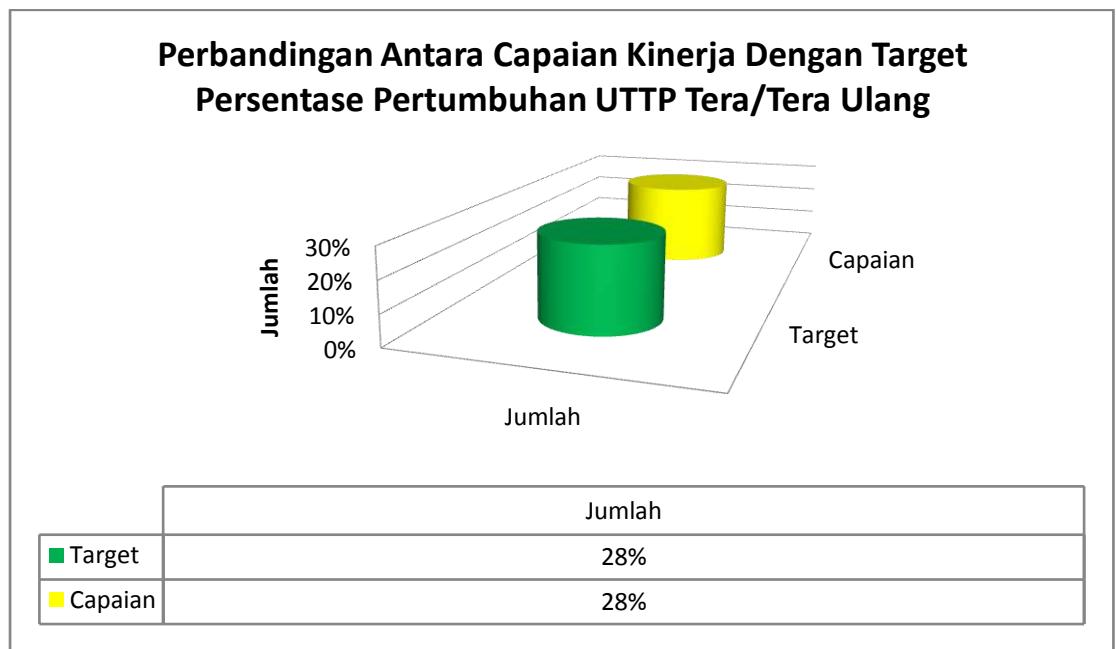 Perbandingan Antara Capaian Kinerja Dengan Target
Persentase Pertumbuhan UTTP Tera/Tera Ulang
30%
20%
10%
0%
Jumlah
Capaian
Target
Jumlah
Jumlah
Target 28%
Capaian 28%